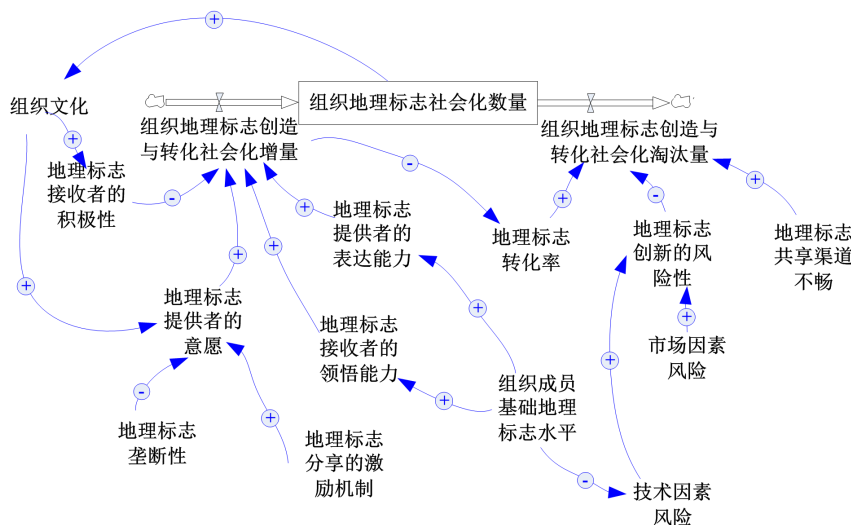 +
组织文化
组织地理标志社会化数量
组织地理标志创造
与转化社会化增量
组织地理标志创造与
转化社会化淘汰量
+
-
地理标志
接收者的
积极性
-
+
-
+
地理标志
提供者的
表达能力
地理标志
转化率
地理标志
创新的风
险性
地理标志
共享渠道
不畅
+
+
+
地理标志
提供者的
意愿
地理标志
接收者的
领悟能力
+
+
市场因素
风险
+
-
+
+
组织成员
基础地理
标志水平
地理标志
垄断性
地理标志
分享的激
励机制
-
技术因素
风险